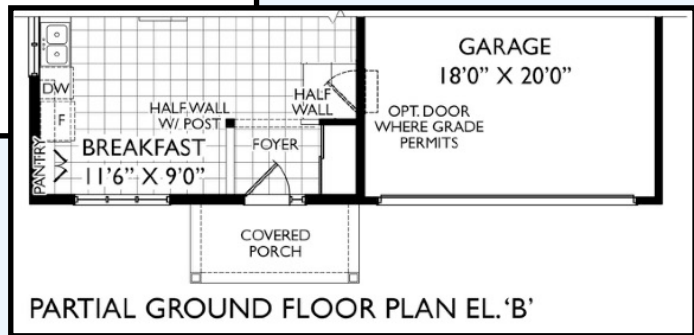 GARAGE
18'0" X 20'0"
DW
HALF WALL
W/ POST
HALF
WALL
F
OPT. DOOR
WHERE GRADE
PERMITS
BREAKFAST
11'6" X 9'0"
FOYER
PANTRY
COVERED
PORCH
PARTIAL GROUND FLOOR PLAN EL. 'B'